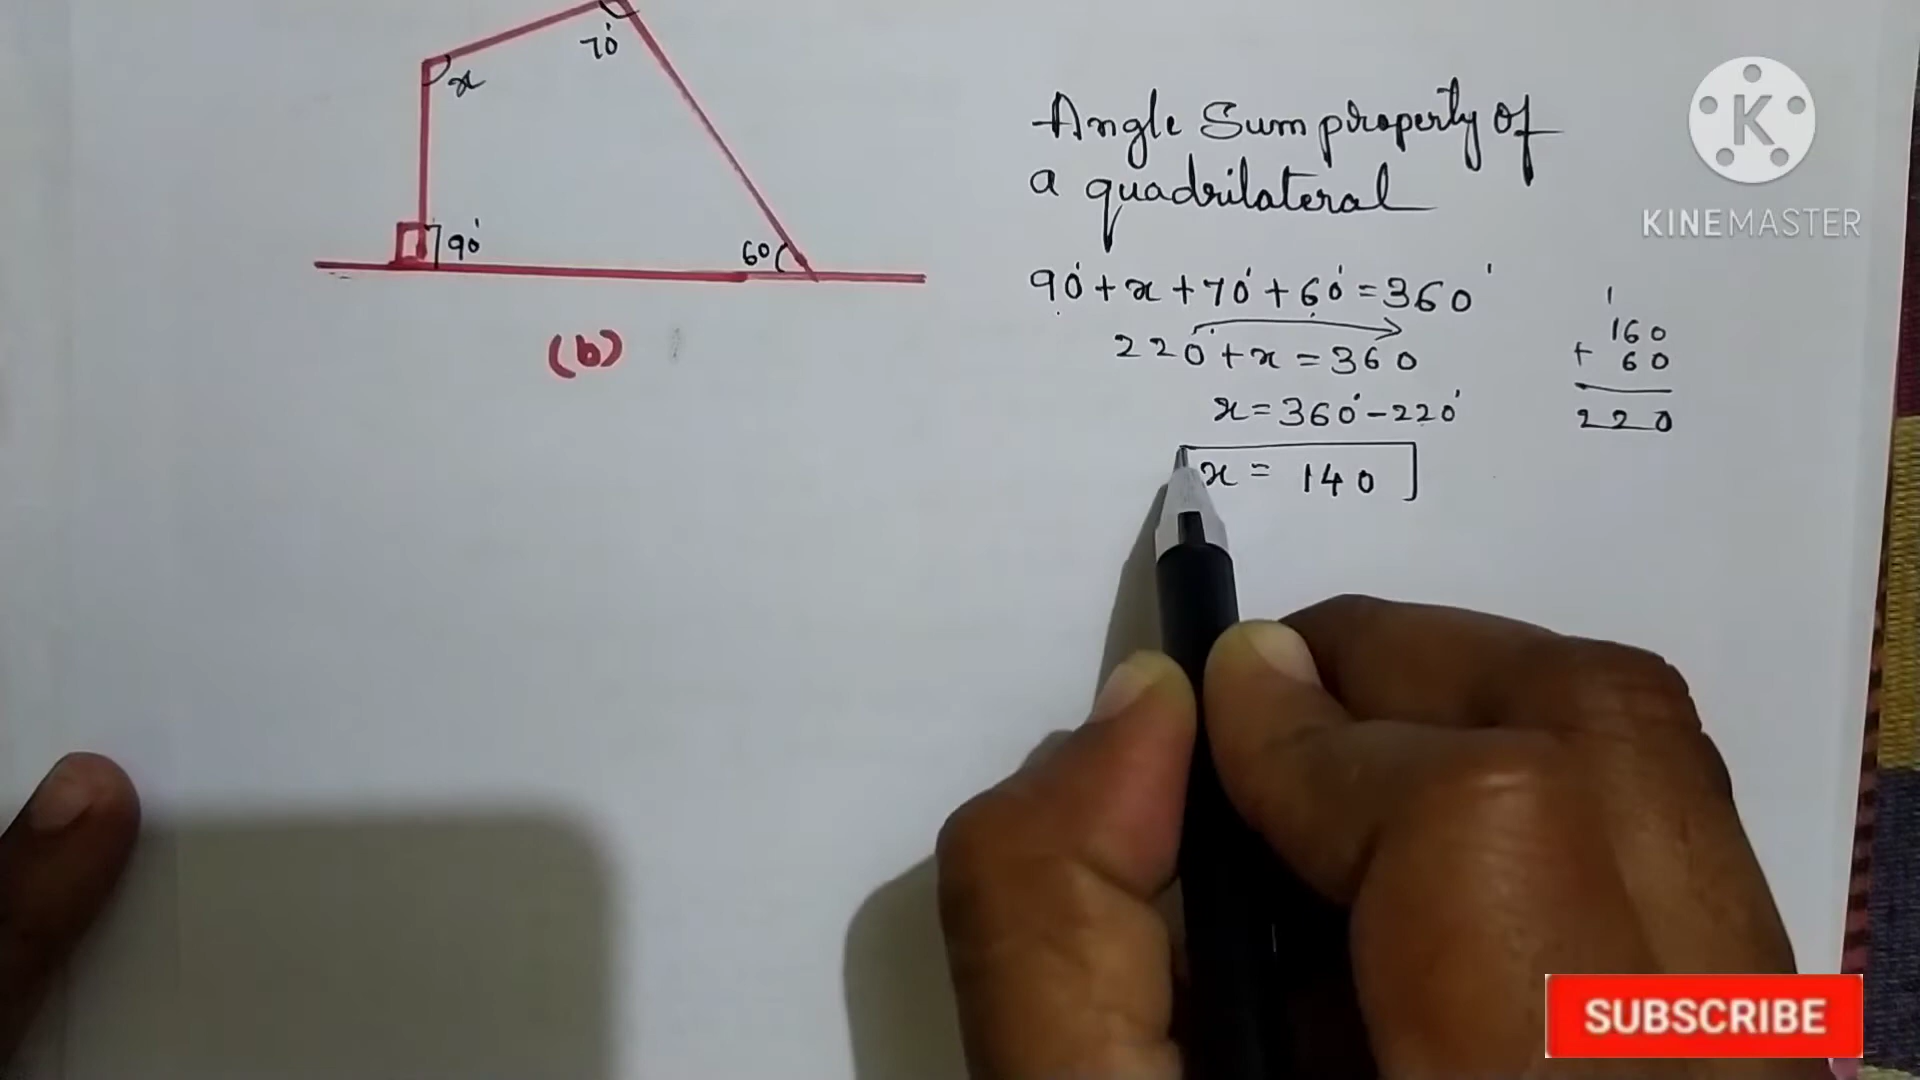 70°
x
90°
60
(b)
Angle Sum property of
a quadrilateral
90° + x + 70° + 60° = 360°
220 + x = 360
x = 360° - 220°
x = 140
1
160
+ 60
220
K
KINEMASTER
SUBSCRIBE